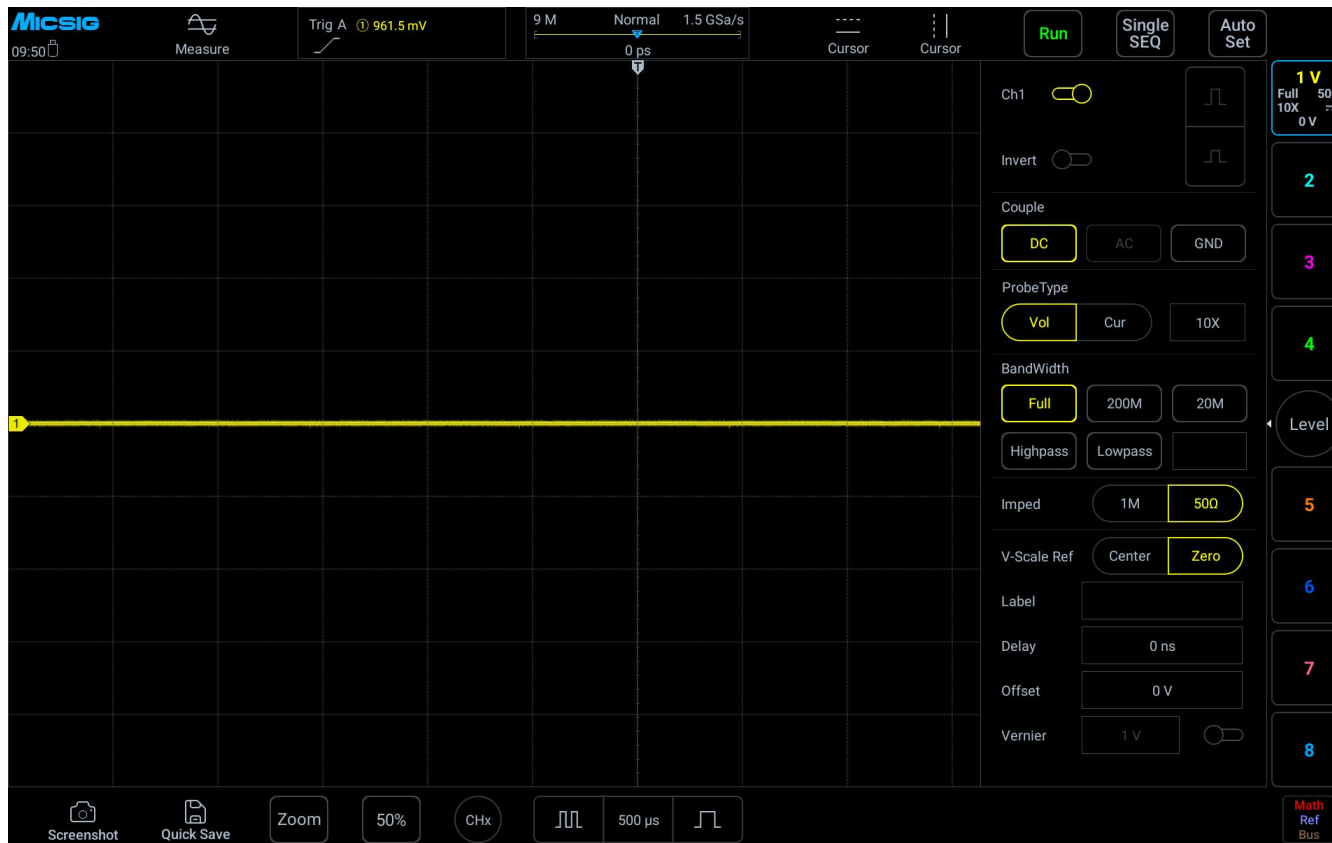 Micsig
09:50
Measure
Trig A ① 961.5 mV
9 M Normal 1.5 GSa/s
0 ps
Cursor
Cursor
Run
Single SEQ
Auto Set
T
1
Ch1
Invert
Couple
DC AC GND
ProbeType
Vol Cur 10X
BandWidth
Full 200M 20M
Highpass Lowpass
Imped 1M 50Ω
V-Scale Ref Center Zero
Label
Delay 0 ns
Offset 0 V
Vernier 1 V
1 V
Full 50
10X
0 V
2
3
4
Level
5
6
7
8
Screenshot
Quick Save
Zoom
50%
CHx
500 µs
Math
Ref
Bus